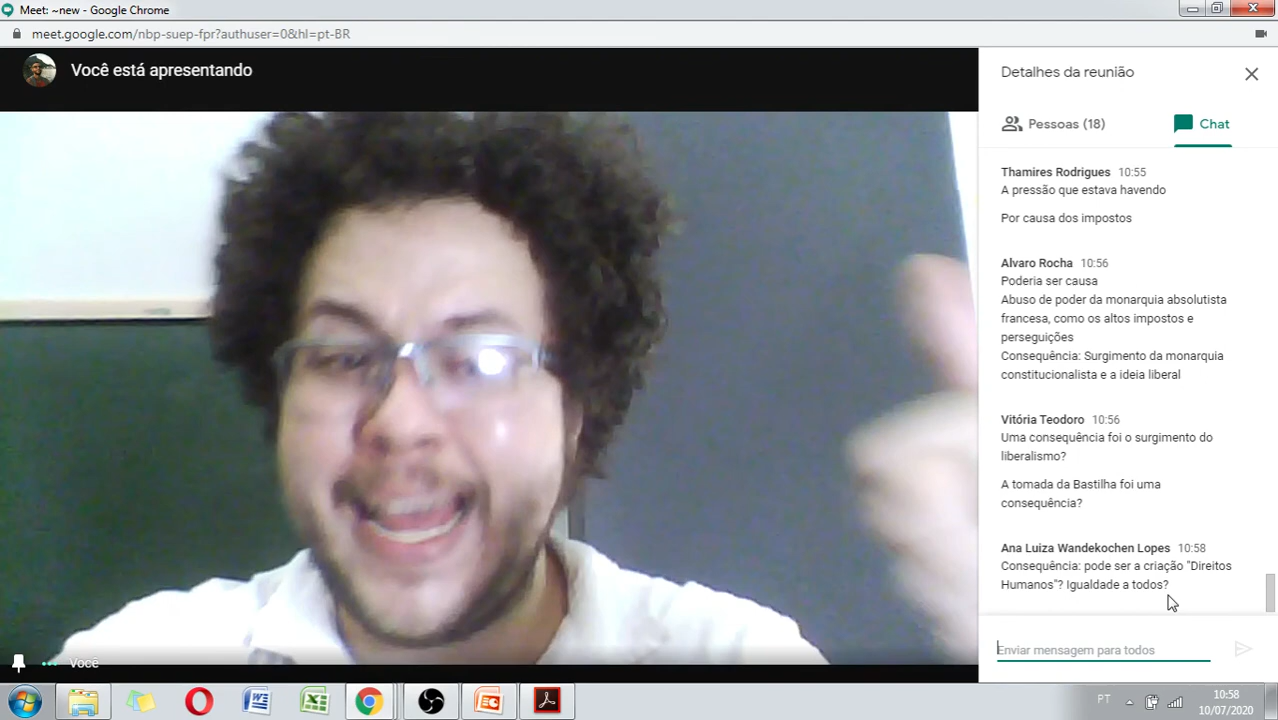 Meet: ~new - Google Chrome
meet.google.com/nbp-suep-fpr?authuser=0&hl=pt-BR
Você está apresentando
Detalhes da reunião
Pessoas (18)
Chat
Thamires Rodrigues 10:55
A pressão que estava havendo
Por causa dos impostos
Alvaro Rocha 10:56
Poderia ser causa
Abuso de poder da monarquia absolutista
francesa, como os altos impostos e
perseguições
Consequência: Surgimento da monarquia
constitucionalista e a ideia liberal
Vitória Teodoro 10:56
Uma consequência foi o surgimento do
liberalismo?
A tomada da Bastilha foi uma
consequência?
Ana Luiza Wandekochen Lopes 10:58
Consequência: pode ser a criação "Direitos
Humanos"? Igualdade a todos?
Enviar mensagem para todos
Você
PT
10:58
10/07/2020